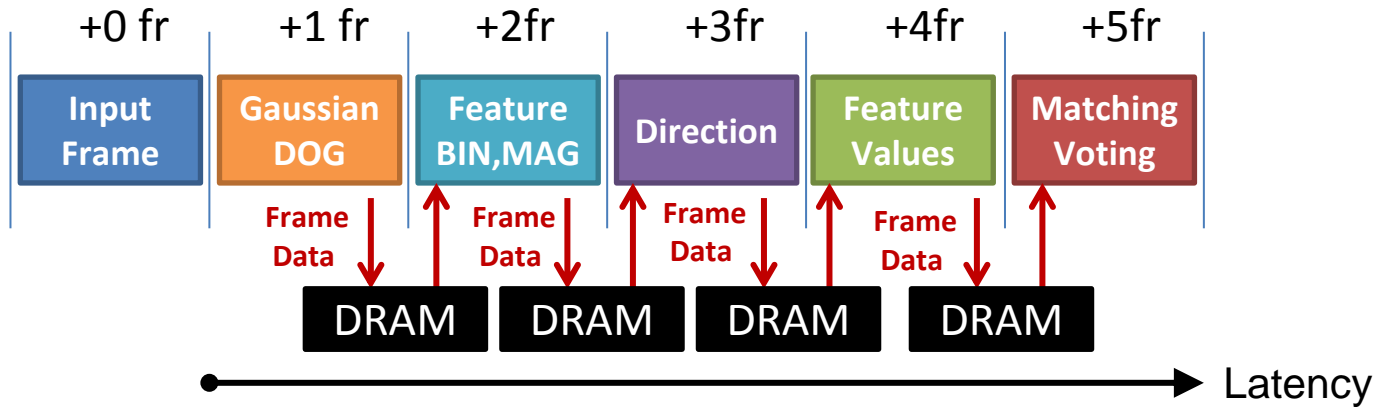 +0 fr
+1 fr
+2fr
+3fr
+4fr
+5fr
Input
Frame
Gaussian
DOG
Feature
BIN,MAG
Direction
Feature
Values
Matching
Voting
Frame
Data
Frame
Data
Frame
Data
Frame
Data
DRAM
DRAM
DRAM
DRAM
Latency